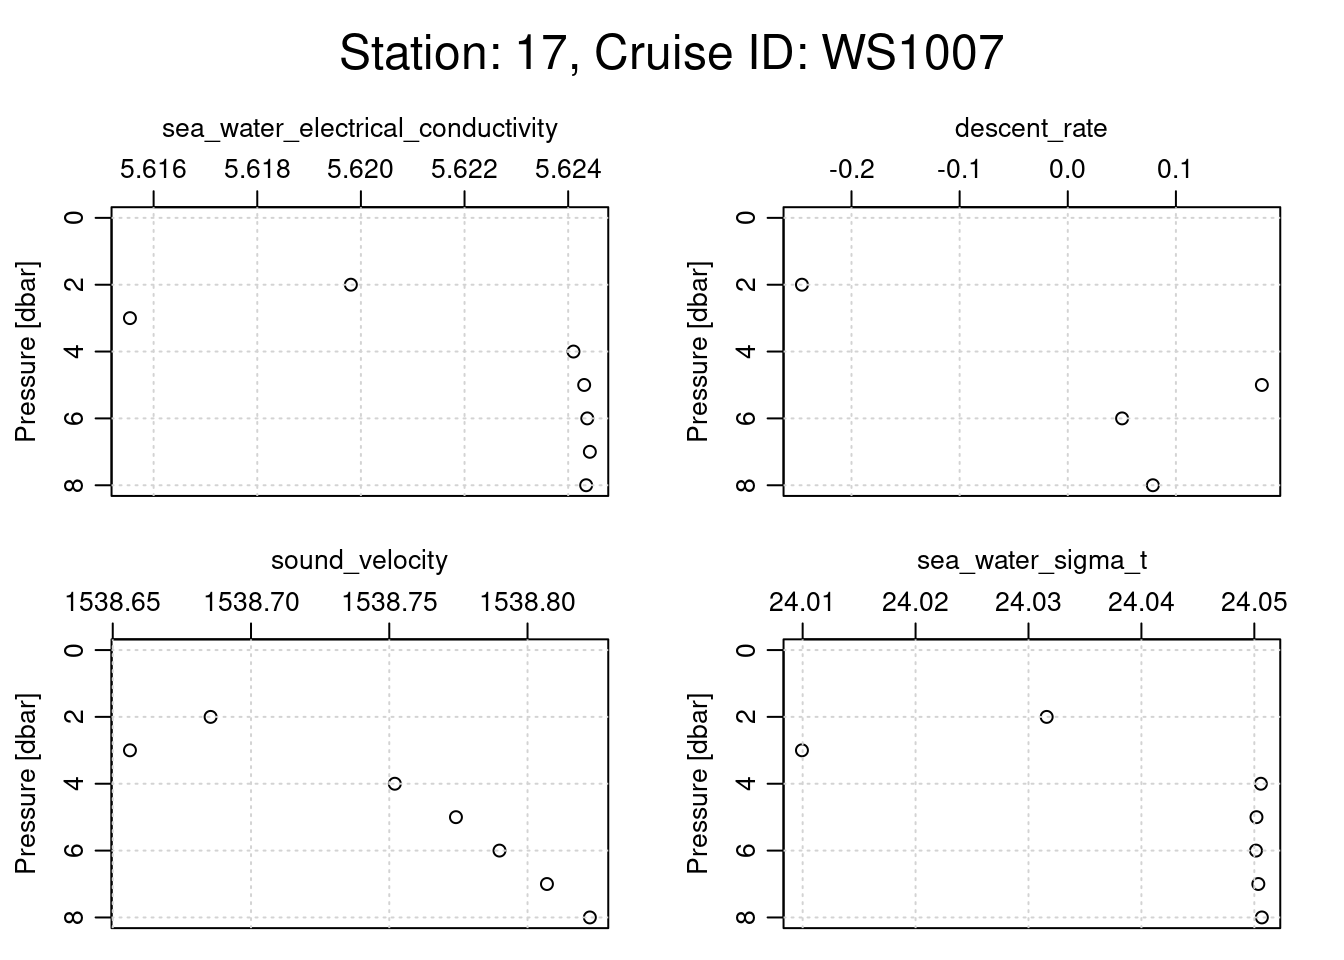 Station: 17, Cruise ID: WS1007
sea_water_electrical_conductivity
5.616 5.618 5.620 5.622 5.624
Pressure [dbar]
0
2
4
6
8
descent_rate
-0.2 -0.1 0.0 0.1
Pressure [dbar]
0
2
4
6
8
sound_velocity
1538.65 1538.70 1538.75 1538.80
Pressure [dbar]
0
2
4
6
8
sea_water_sigma_t
24.01 24.02 24.03 24.04 24.05
Pressure [dbar]
0
2
4
6
8